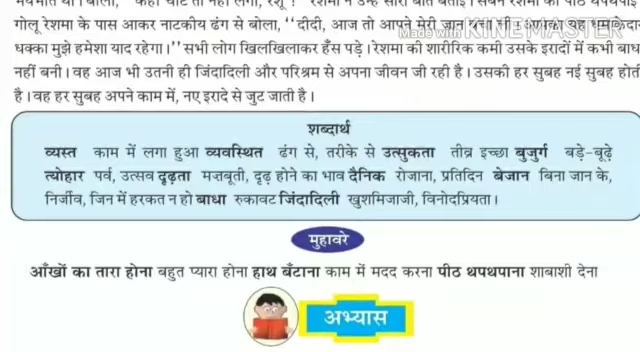 गोलू रेशमा के पास आकर नाटकीय ढंग से बोला, ‘‘दीदी, आज तो आपने मेरी जान बचा ली।
Made with KINEMASTER
धक्का मुझे हमेशा याद रहेगा।’’ सभी लोग खिलखिलाकर हँस पड़े। रेशमा की शारीरिक कमी उसके इरादों में कभी बाध
नहीं बनी। वह आज भी उतनी ही जिंदादिली और परिश्रम से अपना जीवन जी रही है। उसकी हर सुबह नई सुबह होती
है। वह हर सुबह अपने काम में, नए इरादे से जुट जाती है।
शब्दार्थ
व्यस्त काम में लगा हुआ व्यवस्थित ढंग से, तरीके से उत्सुकता तीव्र इच्छा बुजुर्ग बड़े-बूढ़े
त्योहार पर्व, उत्सव दृढ़ता मज़बूती, दृढ़ होने का भाव दैनिक रोजाना, प्रतिदिन बेजान बिना जान के,
निर्जीव, जिन में हरकत न हो बाधा रुकावट जिंदादिली खुशमिजाजी, विनोदप्रियता।
मुहावरे
आँखों का तारा होना बहुत प्यारा होना हाथ बँटाना काम में मदद करना पीठ थपथपाना शाबाशी देना
अभ्यास